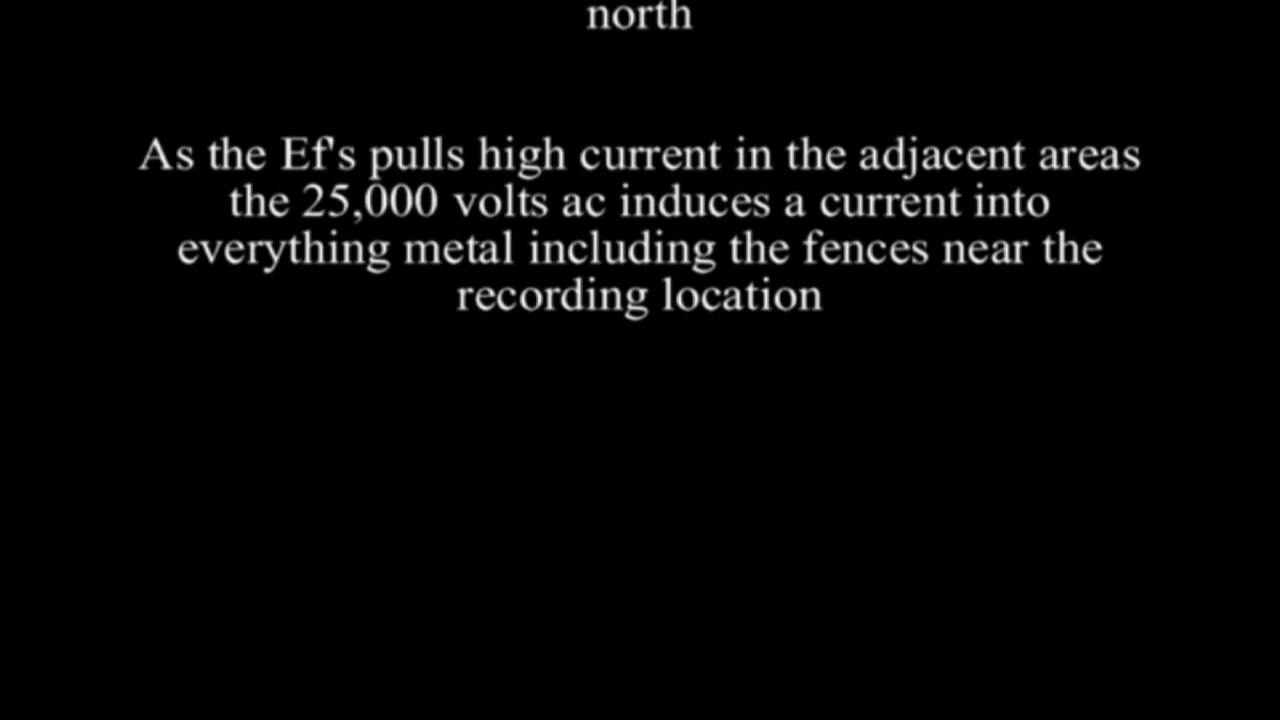 north
As the Ef's pulls high current in the adjacent areas
the 25,000 volts ac induces a current into
everything metal including the fences near the
recording location